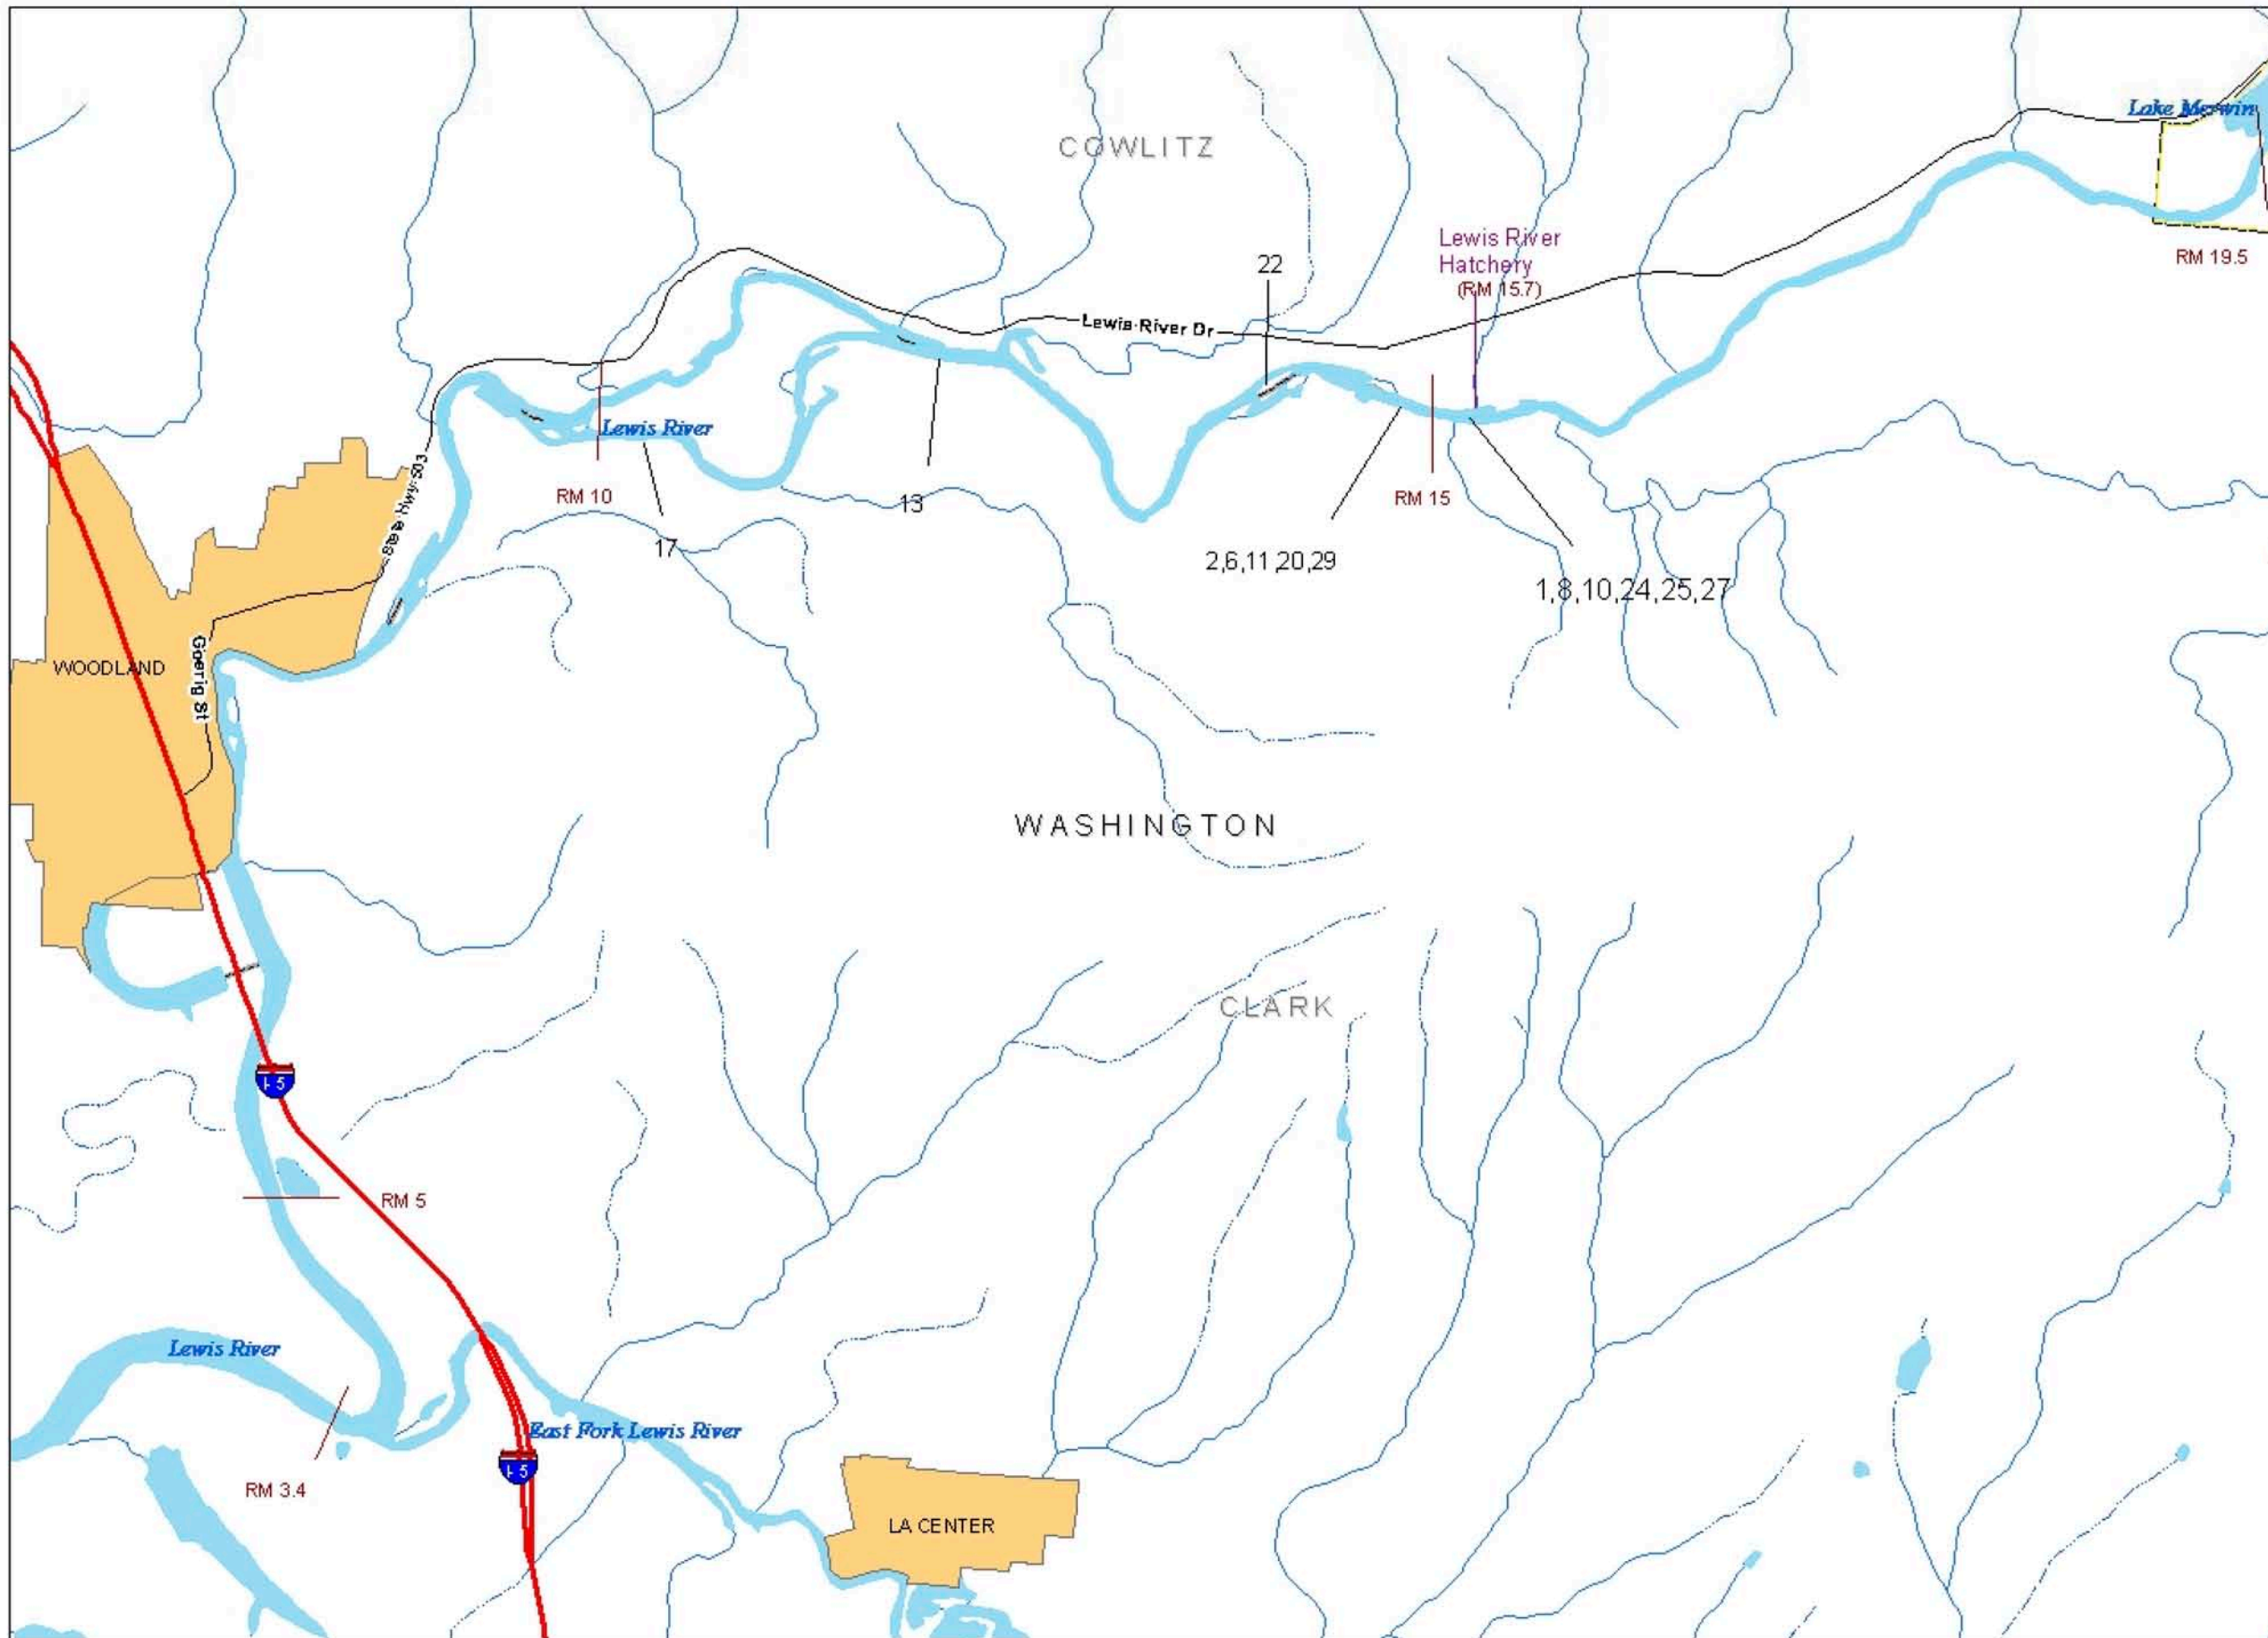 Lake Merwin
COWLITZ
Lewis River
Hatchery
(RM 15.7)
RM 19.5
22
Lewis River Dr
Lewis River
State Hwy 503
RM 10
13
RM 15
17
2,6,11,20,29
1,8,10,24,25,27
WOODLAND
Goerig St
WASHINGTON
CLARK
I-5
RM 5
Lewis River
East Fork Lewis River
I-5
RM 3.4
LA CENTER